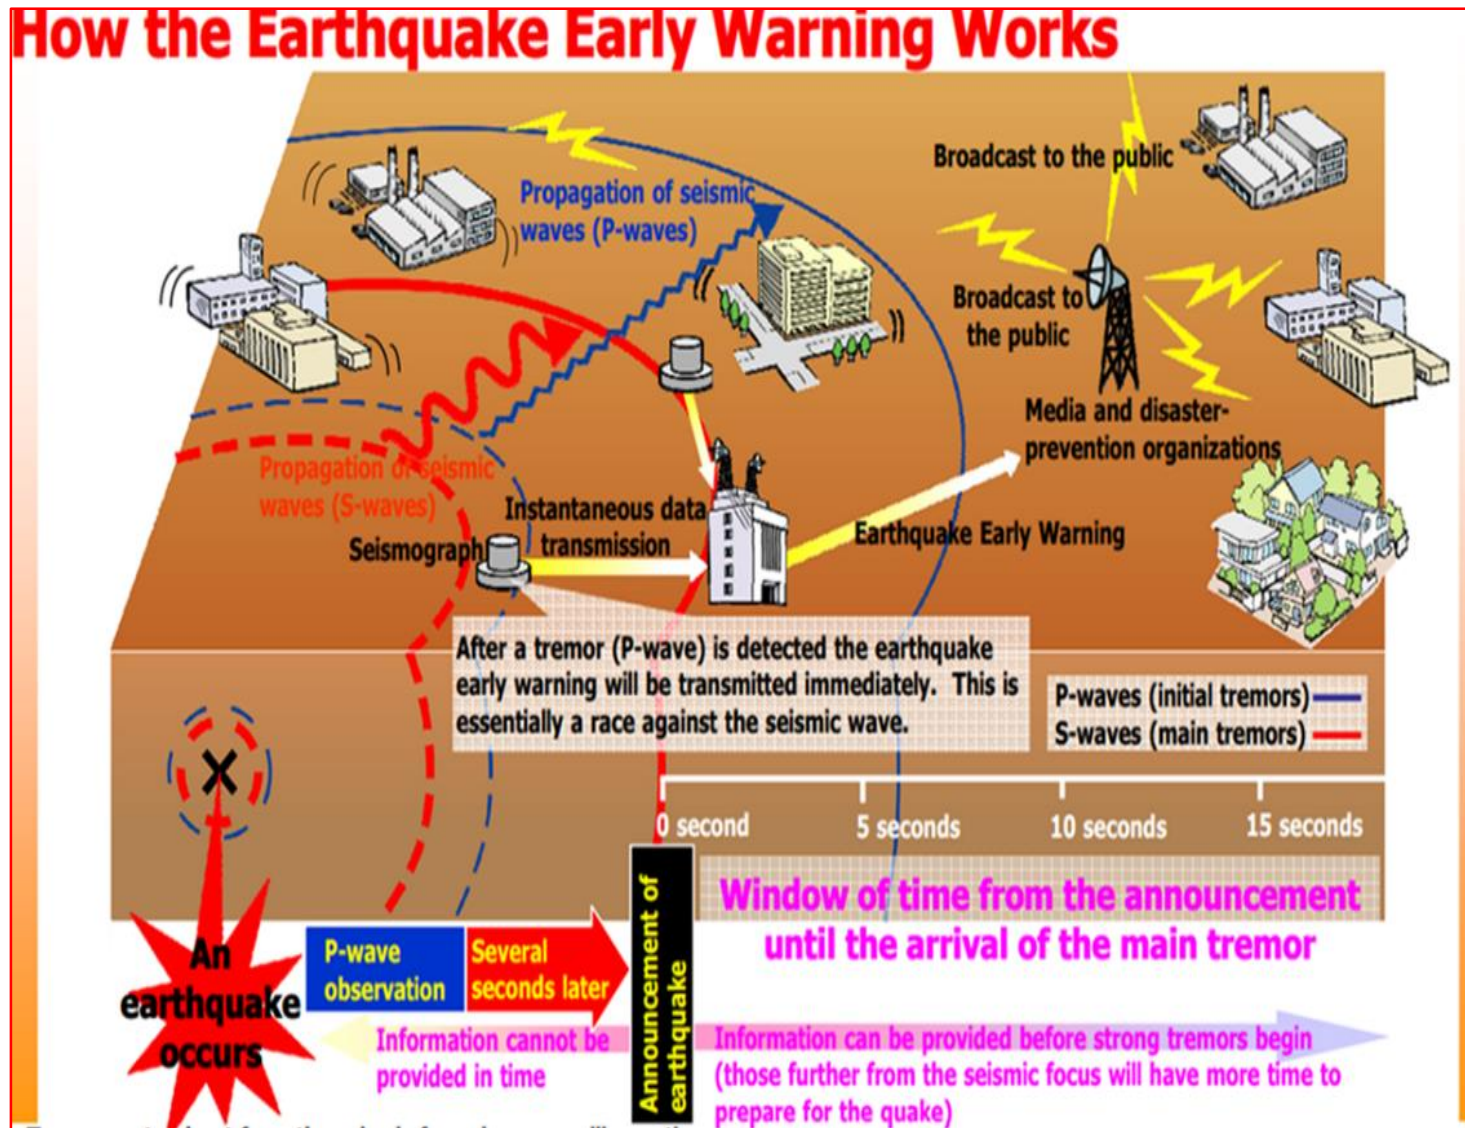 How the Earthquake Early Warning Works
Broadcast to the public
Propagation of seismic
waves (P-waves)
Broadcast to
the public
Media and disaster-
prevention organizations
Propagation of seismic
waves (S-waves)
Instantaneous data
transmission
Seismograph
Earthquake Early Warning
After a tremor (P-wave) is detected the earthquake
early warning will be transmitted immediately. This is
essentially a race against the seismic wave.
P-waves (initial tremors)
S-waves (main tremors)
X
0 second
5 seconds
10 seconds
15 seconds
Window of time from the announcement
until the arrival of the main tremor
An
earthquake
occurs
P-wave
observation
Several
seconds later
Announcement of
earthquake
Information cannot be
provided in time
Information can be provided before strong tremors begin
(those further from the seismic focus will have more time to
prepare for the quake)